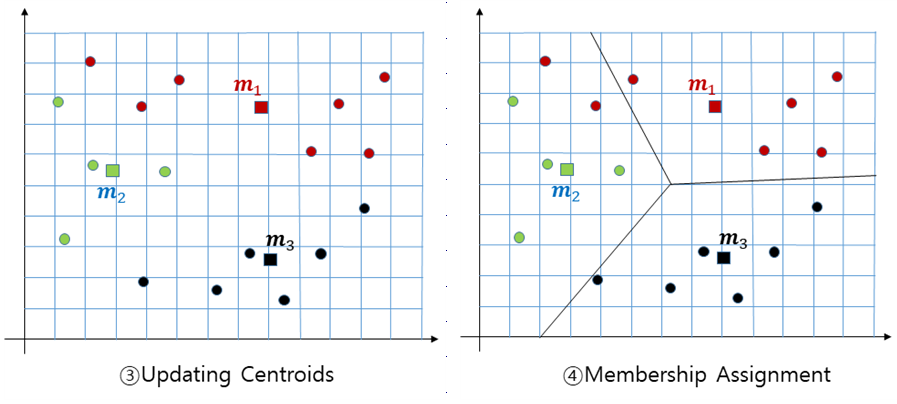 m₁
m₂
m₃
③Updating Centroids
m₁
m₂
m₃
④Membership Assignment